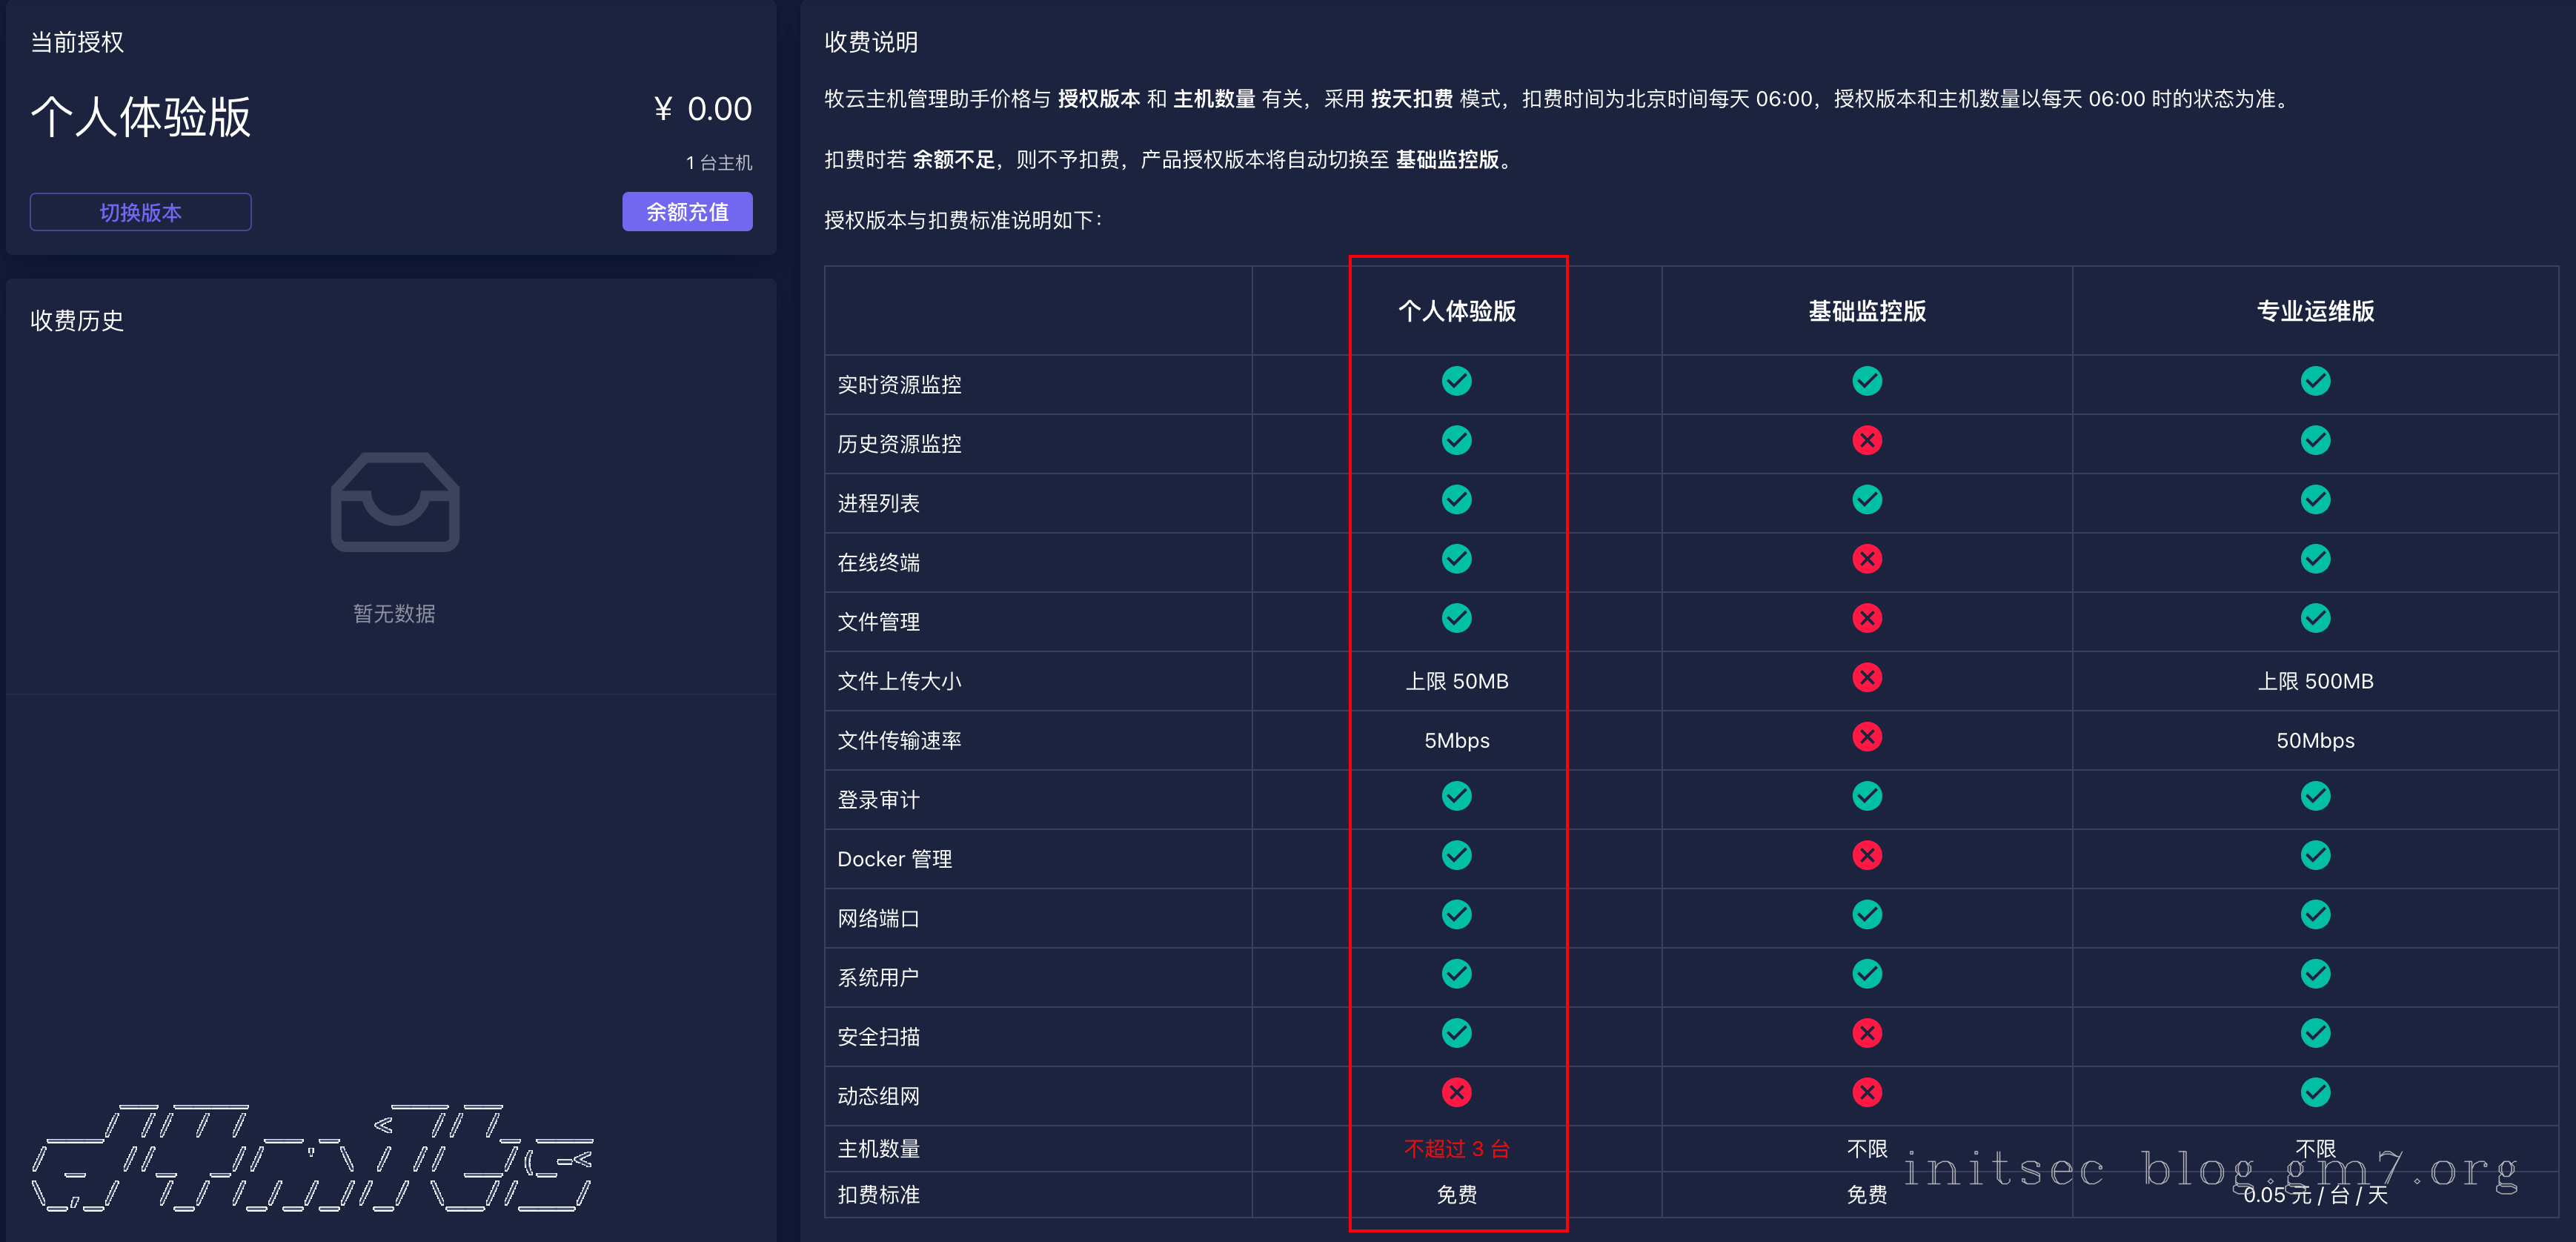 当前授权
个人体验版
¥ 0.00
1 台主机
切换版本
余额充值
收费历史
暂无数据
收费说明
牧云主机管理助手价格与 授权版本 和 主机数量 有关，采用 按天扣费 模式，扣费时间为北京时间每天 06:00，授权版本和主机数量以每天 06:00 时的状态为准。
扣费时若 余额不足，则不予扣费，产品授权版本将自动切换至 基础监控版。
授权版本与扣费标准说明如下：
个人体验版 基础监控版 专业运维版
实时资源监控
历史资源监控
进程列表
在线终端
文件管理
文件上传大小 上限 50MB 上限 500MB
文件传输速率 5Mbps 50Mbps
登录审计
Docker 管理
网络端口
系统用户
安全扫描
动态组网
主机数量 不超过 3 台 不限 不限
扣费标准 免费 免费 0.05 元 / 台 / 天
initsec blog.gm7.org